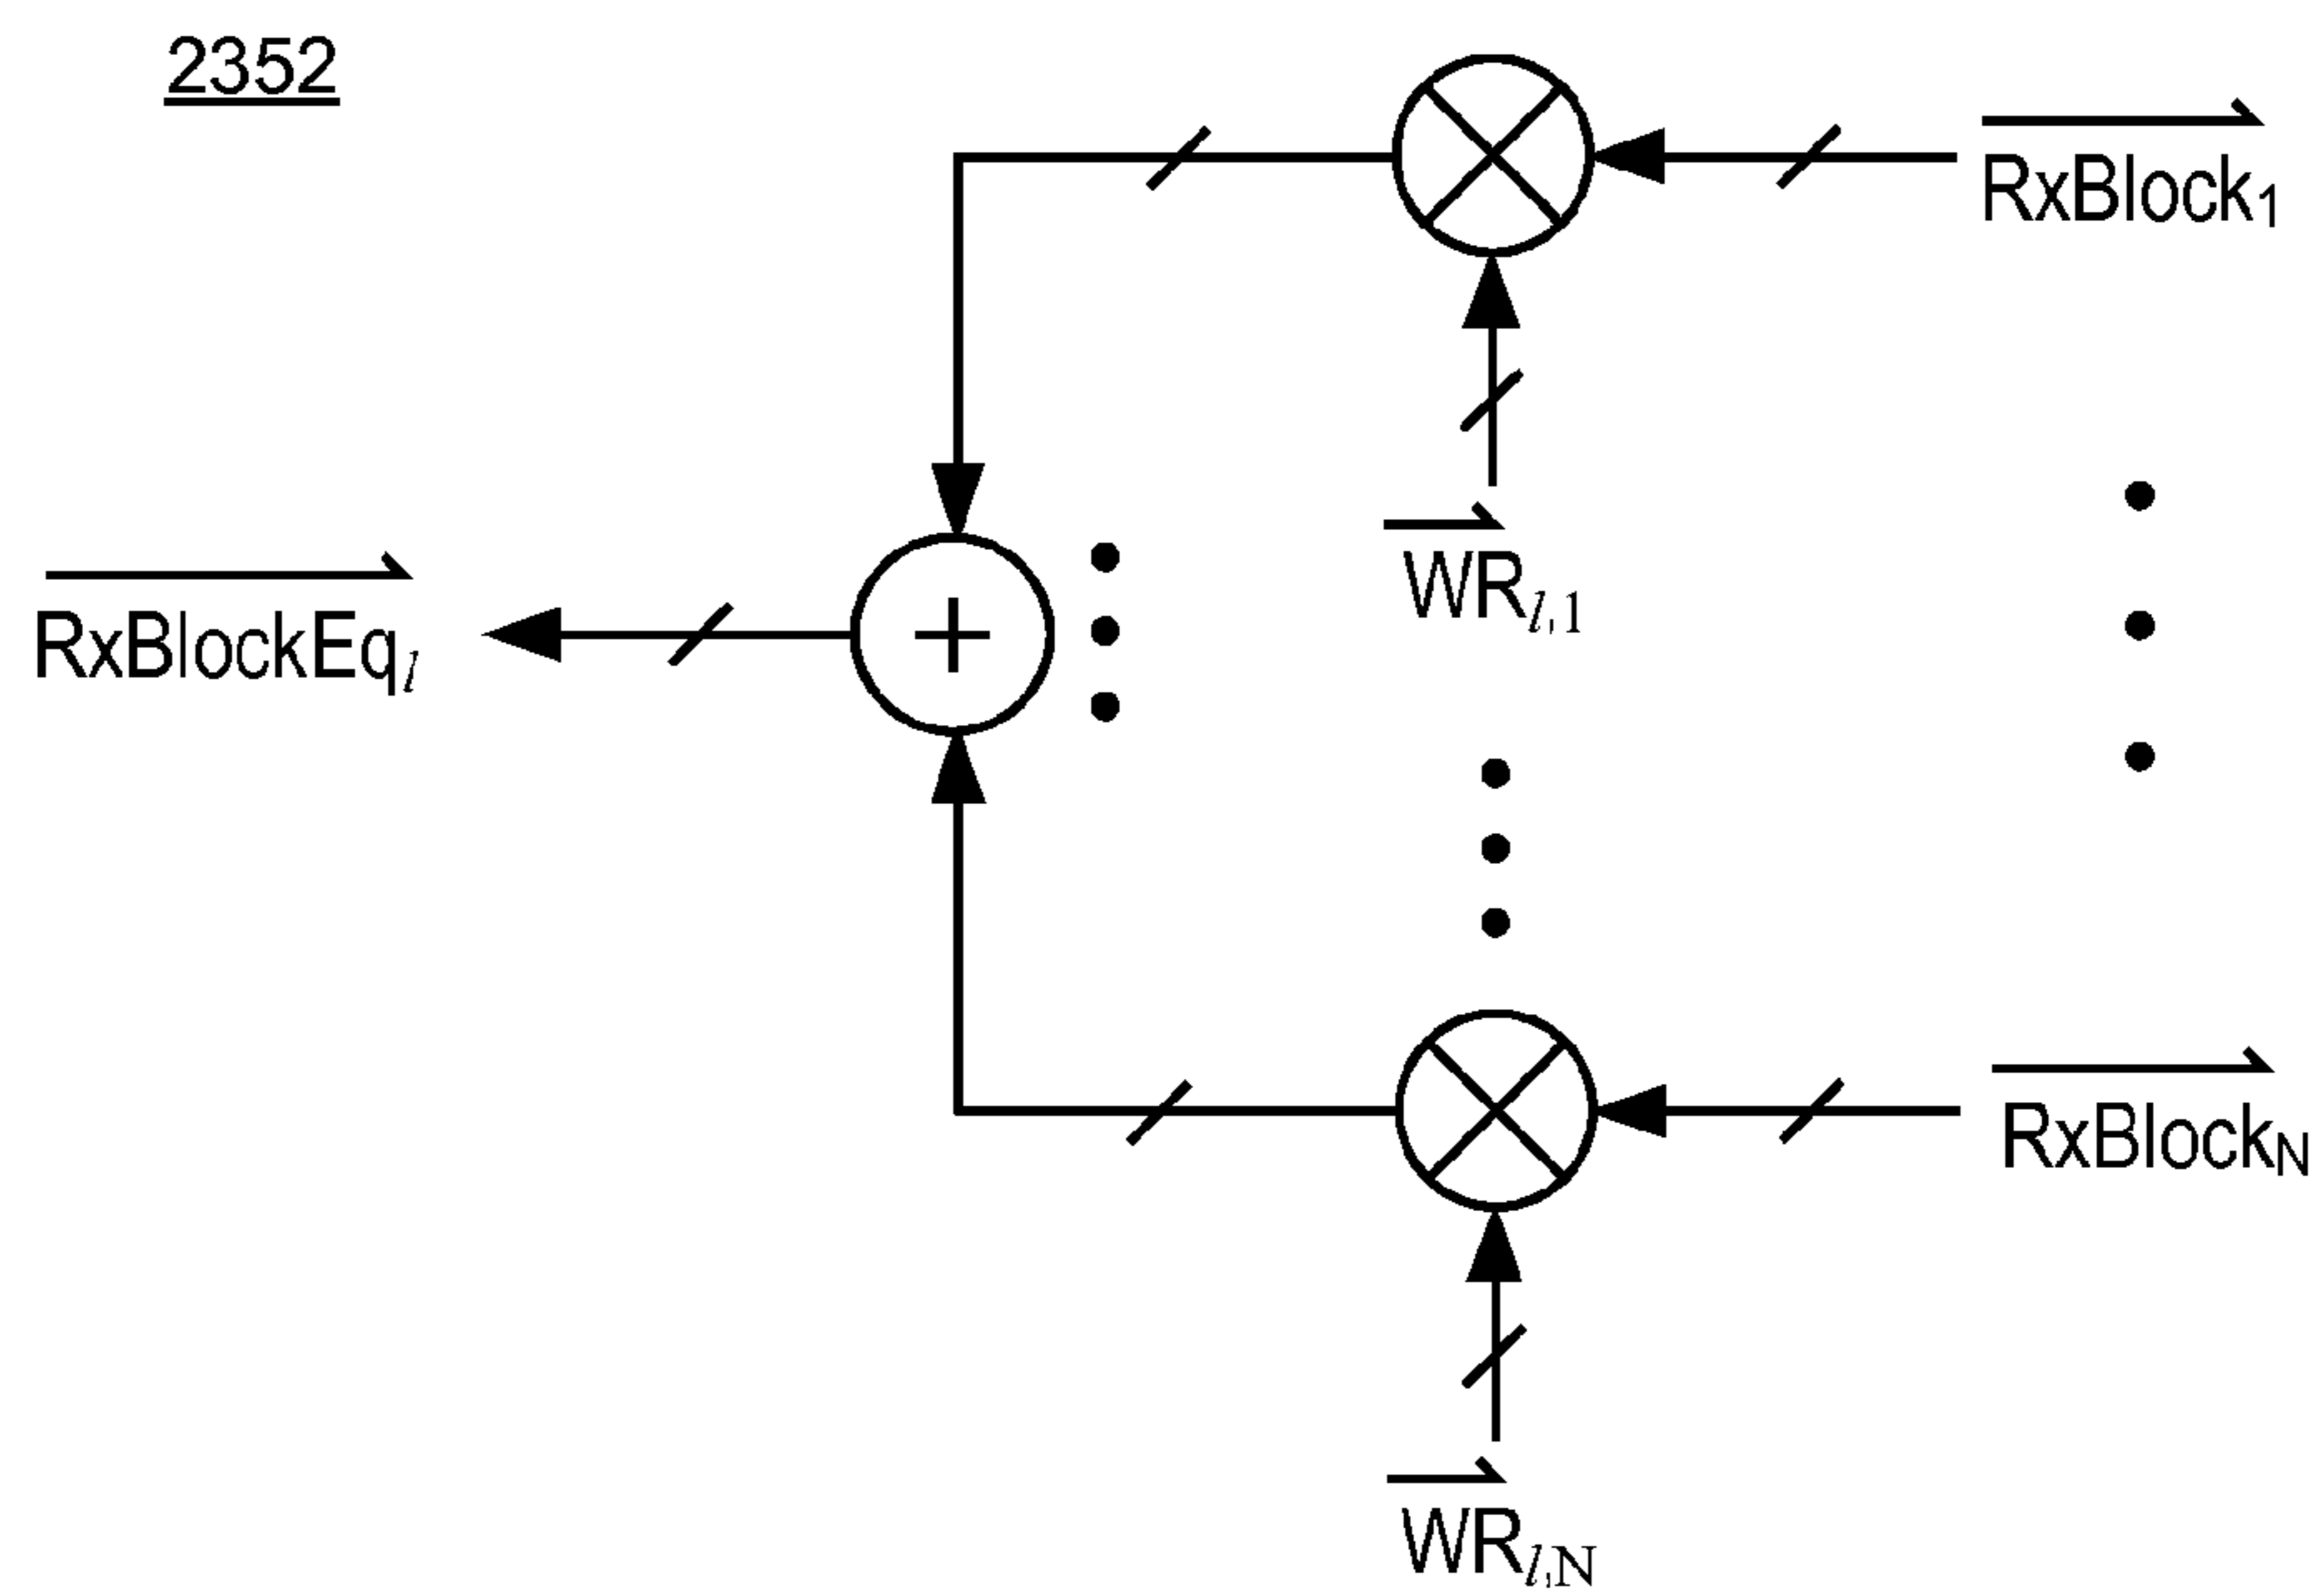 2352
RxBlock1
WRl,1
RxBlockEql
+
RxBlockN
WRl,N